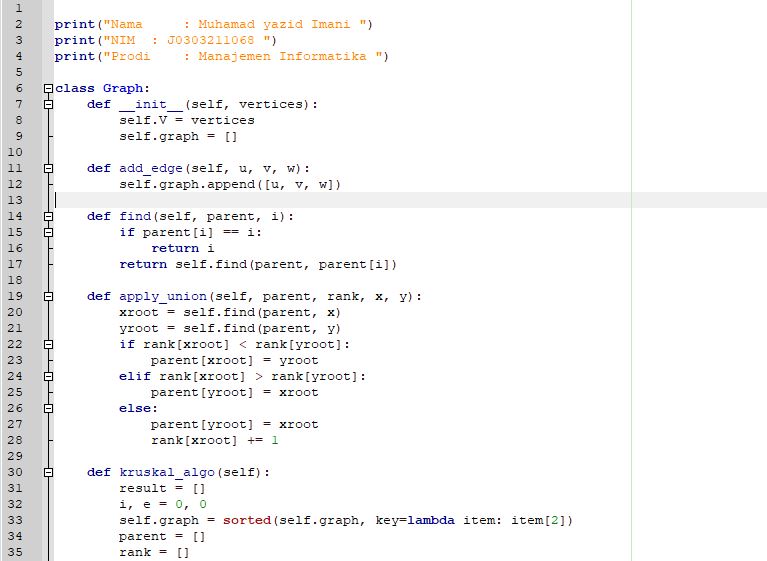 1
2 print("Nama     : Muhamad yazid Imani ")
3 print("NIM  : J0303211068 ")
4 print("Prodi    : Manajemen Informatika ")
5
6 class Graph:
7     def __init__(self, vertices):
8         self.V = vertices
9         self.graph = []
10
11     def add_edge(self, u, v, w):
12         self.graph.append([u, v, w])
13
14     def find(self, parent, i):
15         if parent[i] == i:
16             return i
17         return self.find(parent, parent[i])
18
19     def apply_union(self, parent, rank, x, y):
20         xroot = self.find(parent, x)
21         yroot = self.find(parent, y)
22         if rank[xroot] < rank[yroot]:
23             parent[xroot] = yroot
24         elif rank[xroot] > rank[yroot]:
25             parent[yroot] = xroot
26         else:
27             parent[yroot] = xroot
28             rank[xroot] += 1
29
30     def kruskal_algo(self):
31         result = []
32         i, e = 0, 0
33         self.graph = sorted(self.graph, key=lambda item: item[2])
34         parent = []
35         rank = []